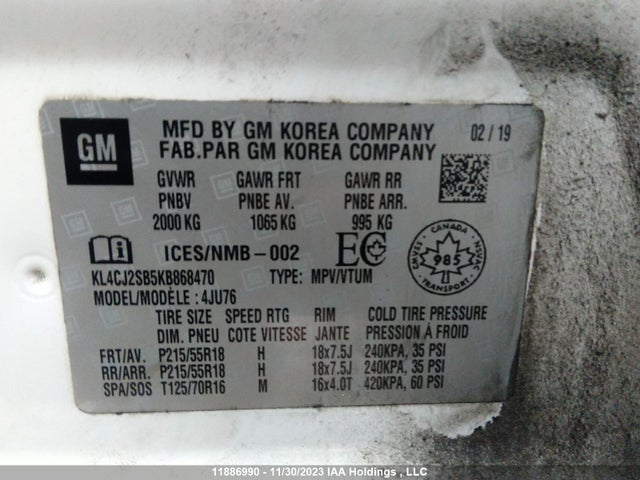 GM
MFD BY GM KOREA COMPANY 02/19
FAB.PAR GM KOREA COMPANY
GVWR GAWR FRT GAWR RR
PNBV PNBE AV. PNBE ARR.
2000 KG 1065 KG 995 KG
ICES/NMB-002 EC
KL4CJ2SB5KB868470 TYPE: MPV/VTUM
MODEL/MODÈLE : 4JU76
CANADA
CMVSS 985 NSVAC
TRANSPORT
TIRE SIZE SPEED RTG RIM COLD TIRE PRESSURE
DIM. PNEU COTE VITESSE JANTE PRESSION À FROID
FRT/AV. P215/55R18 H 18x7.5J 240KPA, 35 PSI
RR/ARR. P215/55R18 H 18x7.5J 240KPA, 35 PSI
SPA/SOS T125/70R16 M 16x4.0T 420KPA, 60 PSI
11886990 - 11/30/2023 IAA Holdings , LLC